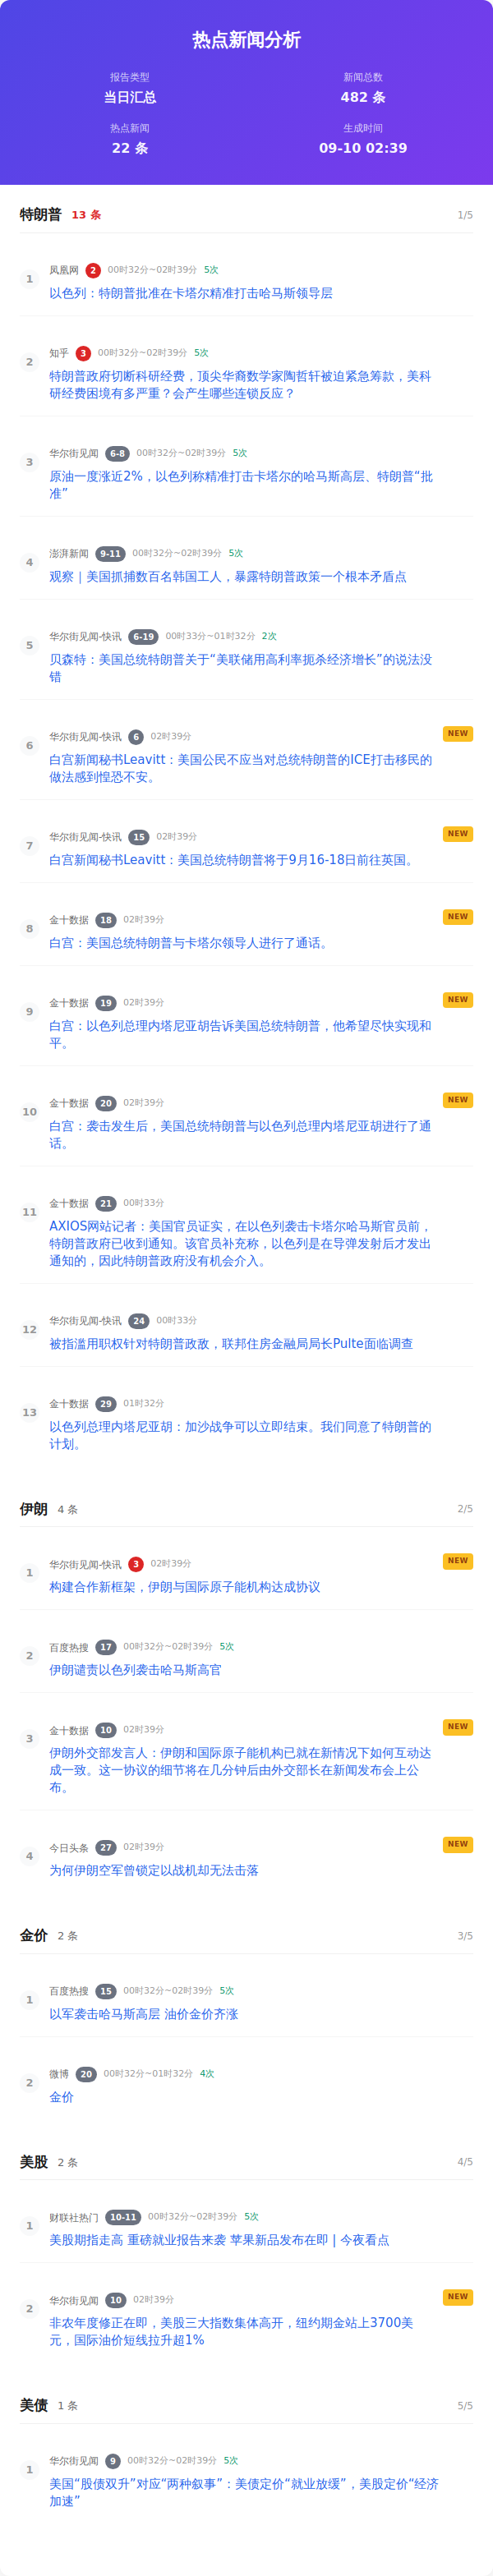 热点新闻分析
报告类型
新闻总数
当日汇总
482 条
热点新闻
生成时间
22 条
09-10 02:39
特朗普 13 条 1/5
1
凤凰网 2 00时32分~02时39分 5次
以色列：特朗普批准在卡塔尔精准打击哈马斯领导层
2
知乎 3 00时32分~02时39分 5次
特朗普政府切断科研经费，顶尖华裔数学家陶哲轩被迫紧急筹款，美科
研经费困境有多严重？会产生哪些连锁反应？
3
华尔街见闻 6-8 00时32分~02时39分 5次
原油一度涨近2%，以色列称精准打击卡塔尔的哈马斯高层、特朗普“批
准”
4
澎湃新闻 9-11 00时32分~02时39分 5次
观察｜美国抓捕数百名韩国工人，暴露特朗普政策一个根本矛盾点
5
华尔街见闻-快讯 6-19 00时33分~01时32分 2次
贝森特：美国总统特朗普关于“美联储用高利率扼杀经济增长”的说法没
错
6
华尔街见闻-快讯 6 02时39分 NEW
白宫新闻秘书Leavitt：美国公民不应当对总统特朗普的ICE打击移民的
做法感到惶恐不安。
7
华尔街见闻-快讯 15 02时39分 NEW
白宫新闻秘书Leavitt：美国总统特朗普将于9月16-18日前往英国。
8
金十数据 18 02时39分 NEW
白宫：美国总统特朗普与卡塔尔领导人进行了通话。
9
金十数据 19 02时39分 NEW
白宫：以色列总理内塔尼亚胡告诉美国总统特朗普，他希望尽快实现和
平。
10
金十数据 20 02时39分 NEW
白宫：袭击发生后，美国总统特朗普与以色列总理内塔尼亚胡进行了通
话。
11
金十数据 21 00时33分
AXIOS网站记者：美国官员证实，在以色列袭击卡塔尔哈马斯官员前，
特朗普政府已收到通知。该官员补充称，以色列是在导弹发射后才发出
通知的，因此特朗普政府没有机会介入。
12
华尔街见闻-快讯 24 00时33分
被指滥用职权针对特朗普政敌，联邦住房金融局局长Pulte面临调查
13
金十数据 29 01时32分
以色列总理内塔尼亚胡：加沙战争可以立即结束。我们同意了特朗普的
计划。
伊朗 4 条 2/5
1
华尔街见闻-快讯 3 02时39分 NEW
构建合作新框架，伊朗与国际原子能机构达成协议
2
百度热搜 17 00时32分~02时39分 5次
伊朗谴责以色列袭击哈马斯高官
3
金十数据 10 02时39分 NEW
伊朗外交部发言人：伊朗和国际原子能机构已就在新情况下如何互动达
成一致。这一协议的细节将在几分钟后由外交部长在新闻发布会上公
布。
4
今日头条 27 02时39分 NEW
为何伊朗空军曾锁定以战机却无法击落
金价 2 条 3/5
1
百度热搜 15 00时32分~02时39分 5次
以军袭击哈马斯高层 油价金价齐涨
2
微博 20 00时32分~01时32分 4次
金价
美股 2 条 4/5
1
财联社热门 10-11 00时32分~02时39分 5次
美股期指走高 重磅就业报告来袭 苹果新品发布在即 | 今夜看点
2
华尔街见闻 10 02时39分 NEW
非农年度修正在即，美股三大指数集体高开，纽约期金站上3700美
元，国际油价短线拉升超1%
美债 1 条 5/5
1
华尔街见闻 9 00时32分~02时39分 5次
美国“股债双升”对应“两种叙事”：美债定价“就业放缓”，美股定价“经济
加速”